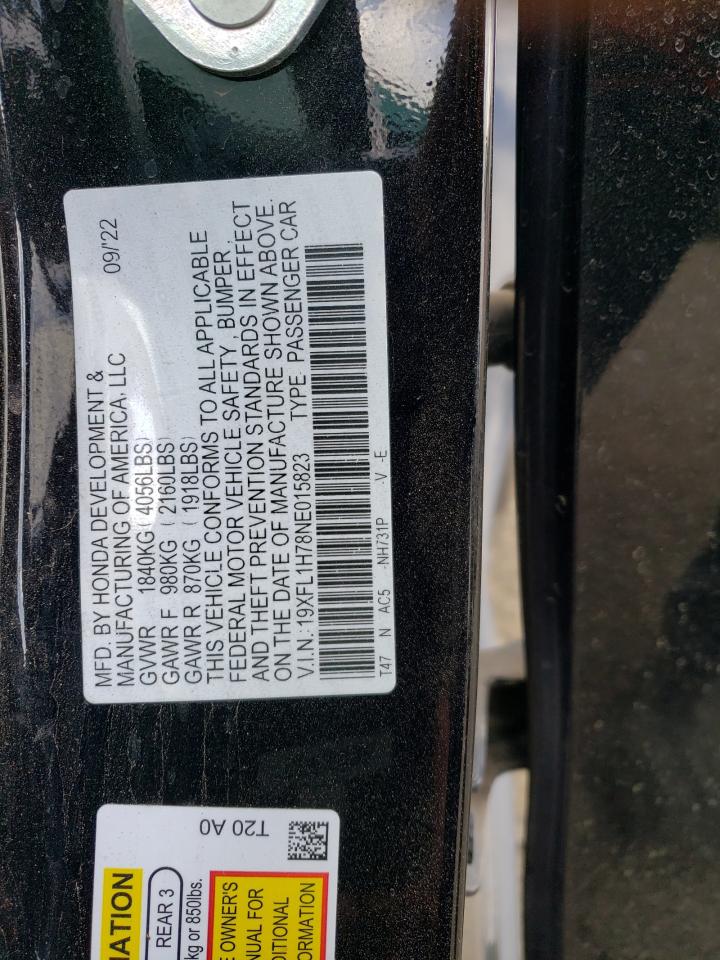 MFD. BY HONDA DEVELOPMENT & 09/'22
MANUFACTURING OF AMERICA, LLC
GVWR 1840KG (4056LBS)
GAWR F 980KG (2160LBS)
GAWR R 870KG (1918LBS)
THIS VEHICLE CONFORMS TO ALL APPLICABLE
FEDERAL MOTOR VEHICLE SAFETY, BUMPER,
AND THEFT PREVENTION STANDARDS IN EFFECT
ON THE DATE OF MANUFACTURE SHOWN ABOVE.
V.I.N.: 19XFL1H78NE015823 TYPE PASSENGER CAR
T47 N AC5 -NH731P V -E
T20 A0
MATION
REAR 3
kg or 850lbs.
E OWNER'S
NUAL FOR
DITIONAL
ORMATION